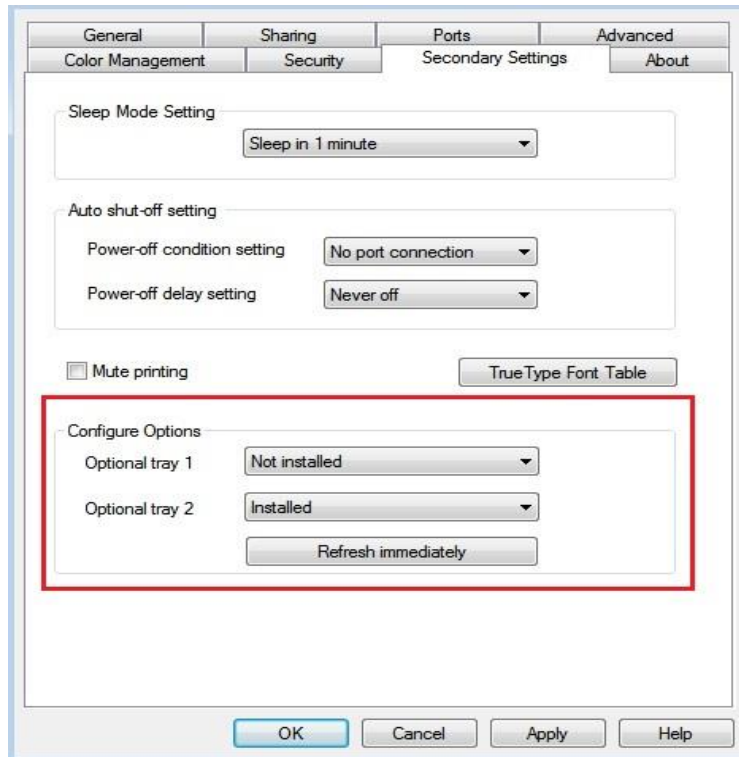 General Sharing Ports Advanced
Color Management Security Secondary Settings About
Sleep Mode Setting
Sleep in 1 minute
Auto shut-off setting
Power-off condition setting No port connection
Power-off delay setting Never off
Mute printing TrueType Font Table
Configure Options
Optional tray 1 Not installed
Optional tray 2 Installed
Refresh immediately
OK Cancel Apply Help